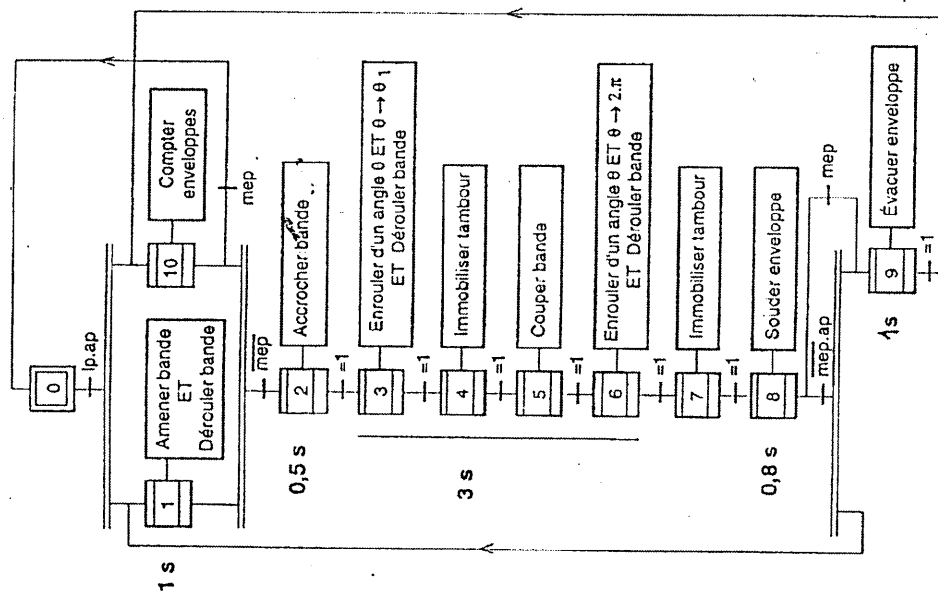 0
lp.ap
1 s
1
Amener bande
ET
Dérouler bande
10
Compter
enveloppes
mep
mep
0,5 s
2
Accrocher bande
=1
3
Enrouler d'un angle θ ET θ → θ1
ET Dérouler bande
=1
3 s
4
Immobiliser tambour
=1
5
Couper bande
=1
6
Enrouler d'un angle θ ET θ → 2.π
ET Dérouler bande
=1
7
Immobiliser tambour
=1
0,8 s
8
Souder enveloppe
mep.ap
mep
1s
9
Évacuer enveloppe
=1